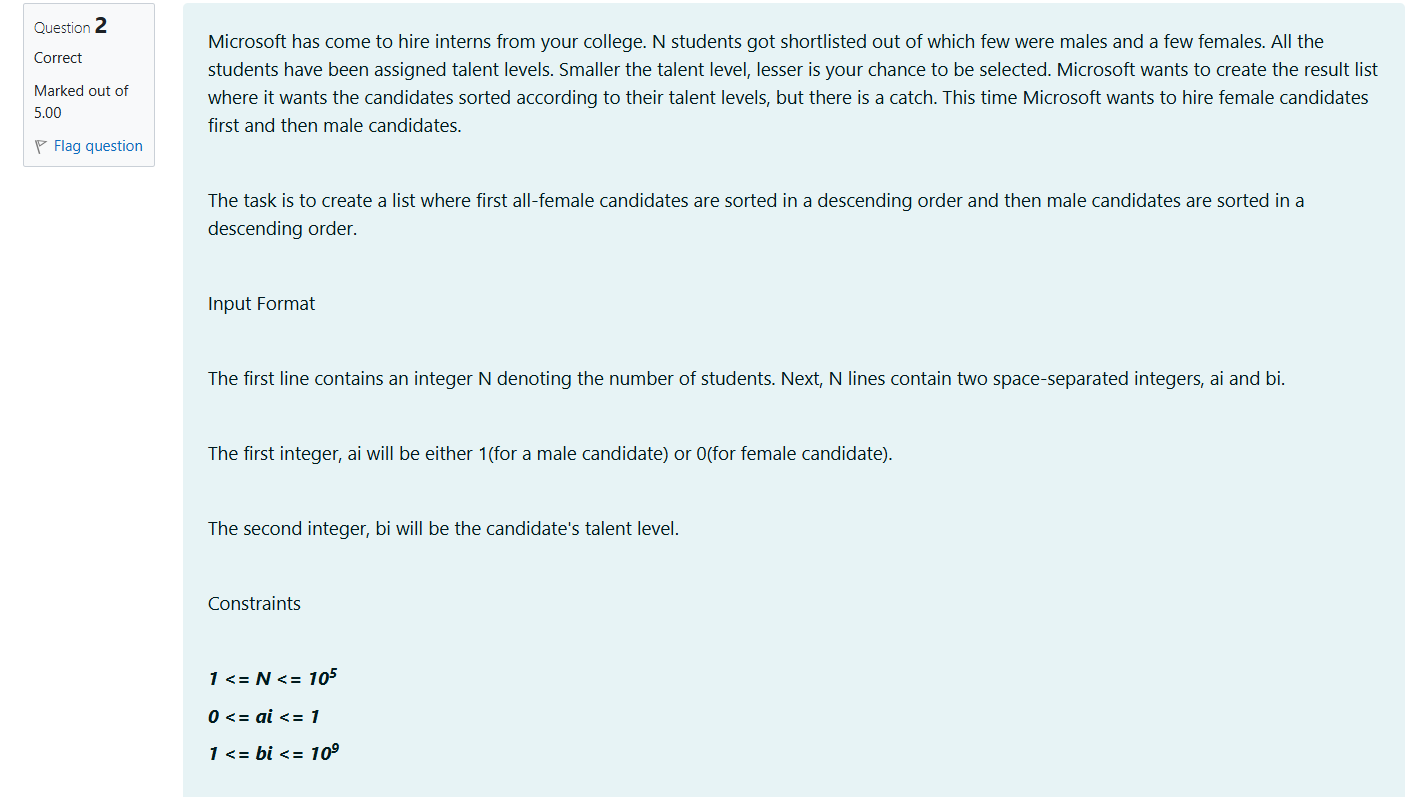 Question 2
Correct
Marked out of
5.00
Flag question
Microsoft has come to hire interns from your college. N students got shortlisted out of which few were males and a few females. All the
students have been assigned talent levels. Smaller the talent level, lesser is your chance to be selected. Microsoft wants to create the result list
where it wants the candidates sorted according to their talent levels, but there is a catch. This time Microsoft wants to hire female candidates
first and then male candidates.
The task is to create a list where first all-female candidates are sorted in a descending order and then male candidates are sorted in a
descending order.
Input Format
The first line contains an integer N denoting the number of students. Next, N lines contain two space-separated integers, ai and bi.
The first integer, ai will be either 1(for a male candidate) or 0(for female candidate).
The second integer, bi will be the candidate's talent level.
Constraints
1 <= N <= 10⁵
0 <= ai <= 1
1 <= bi <= 10⁹